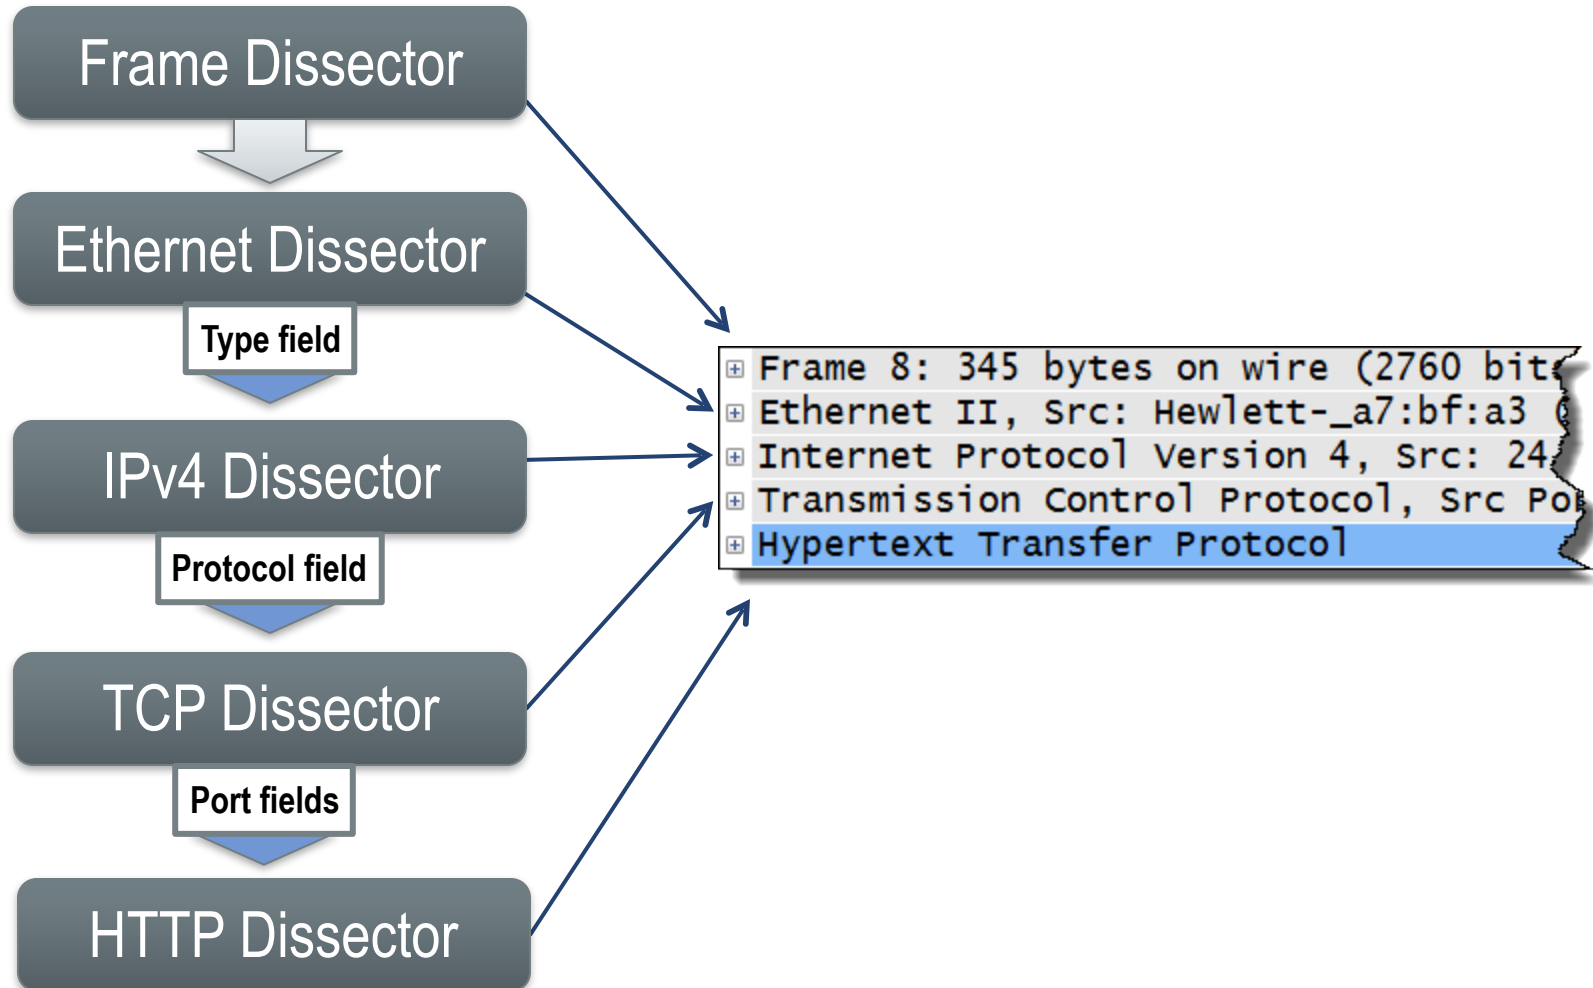 Frame Dissector
Ethernet Dissector
Type field
IPv4 Dissector
Protocol field
TCP Dissector
Port fields
HTTP Dissector
Frame 8: 345 bytes on wire (2760 bits
Ethernet II, Src: Hewlett-_a7:bf:a3 (
Internet Protocol Version 4, Src: 24.
Transmission Control Protocol, Src Po
Hypertext Transfer Protocol